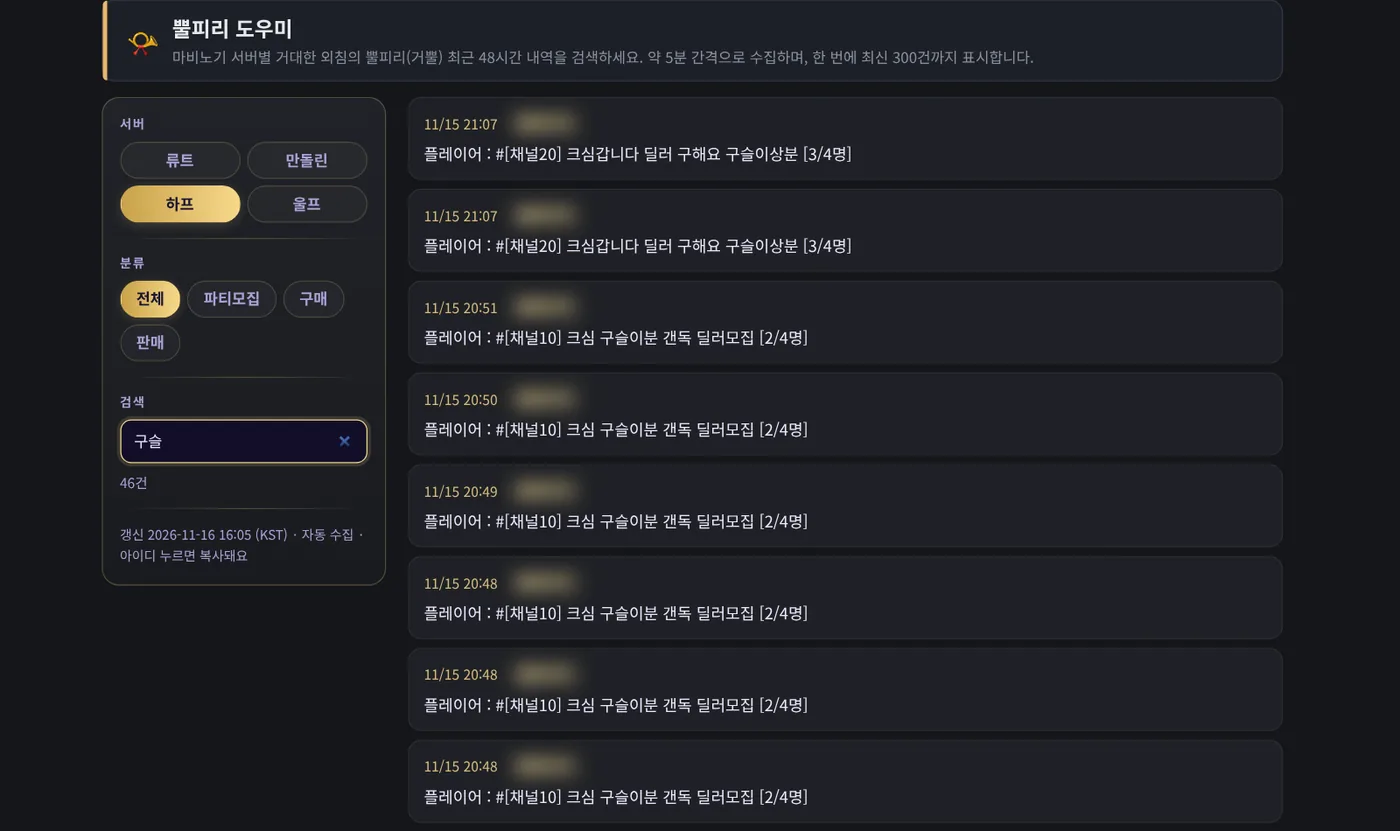 뿔피리 도우미
마비노기 서버별 거대한 외침의 뿔피리(거뿔) 최근 48시간 내역을 검색하세요. 약 5분 간격으로 수집하며, 한 번에 최신 300건까지 표시합니다.
서버
류트
만돌린
하프
울프
분류
전체
파티모집
구매
판매
검색
구슬
46건
갱신 2026-11-16 16:05 (KST) · 자동 수집 ·
아이디 누르면 복사돼요
11/15 21:07
플레이어 : #[채널20] 크심갑니다 딜러 구해요 구슬이상분 [3/4명]
11/15 21:07
플레이어 : #[채널20] 크심갑니다 딜러 구해요 구슬이상분 [3/4명]
11/15 20:51
플레이어 : #[채널10] 크심 구슬이분 갠독 딜러모집 [2/4명]
11/15 20:50
플레이어 : #[채널10] 크심 구슬이분 갠독 딜러모집 [2/4명]
11/15 20:49
플레이어 : #[채널10] 크심 구슬이분 갠독 딜러모집 [2/4명]
11/15 20:48
플레이어 : #[채널10] 크심 구슬이분 갠독 딜러모집 [2/4명]
11/15 20:48
플레이어 : #[채널10] 크심 구슬이분 갠독 딜러모집 [2/4명]
11/15 20:48
플레이어 : #[채널10] 크심 구슬이분 갠독 딜러모집 [2/4명]